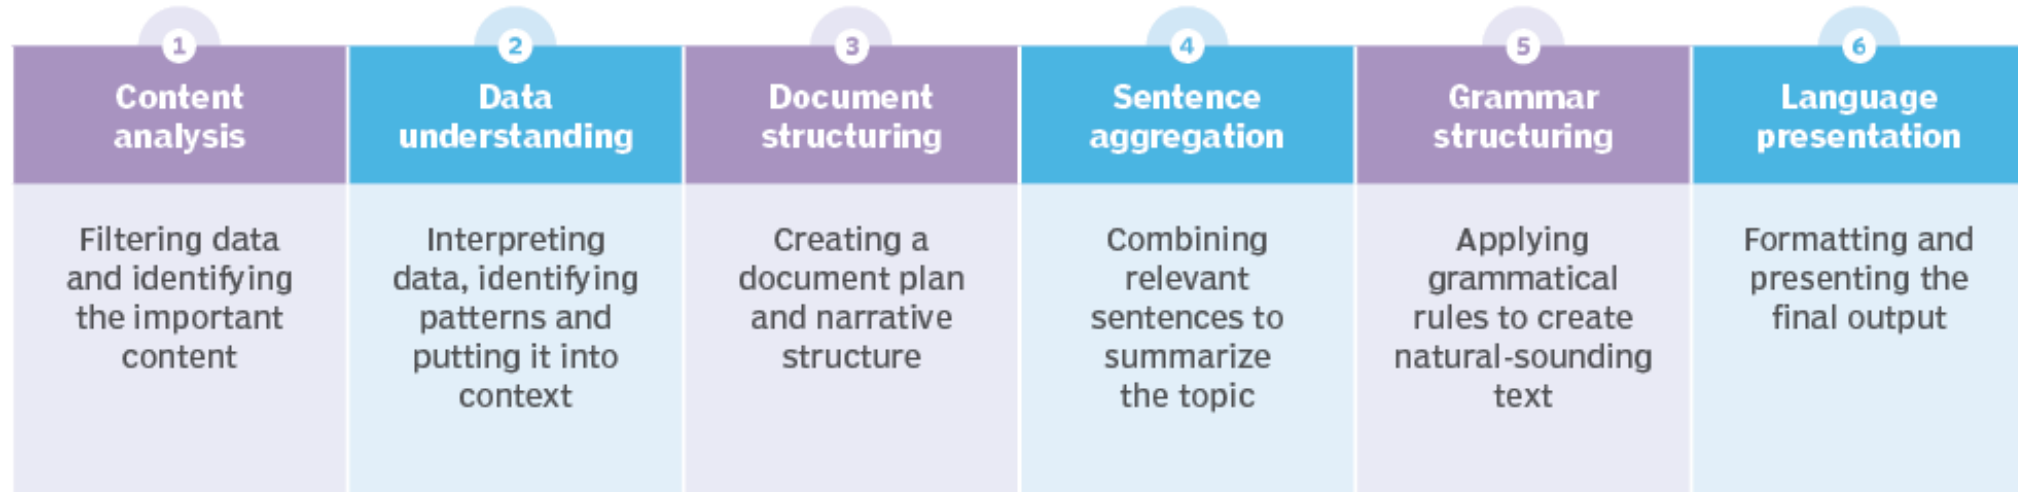 1
Content
analysis
Filtering data
and identifying
the important
content
2
Data
understanding
Interpreting
data, identifying
patterns and
putting it into
context
3
Document
structuring
Creating a
document plan
and narrative
structure
4
Sentence
aggregation
Combining
relevant
sentences to
summarize
the topic
5
Grammar
structuring
Applying
grammatical
rules to create
natural-sounding
text
6
Language
presentation
Formatting and
presenting the
final output